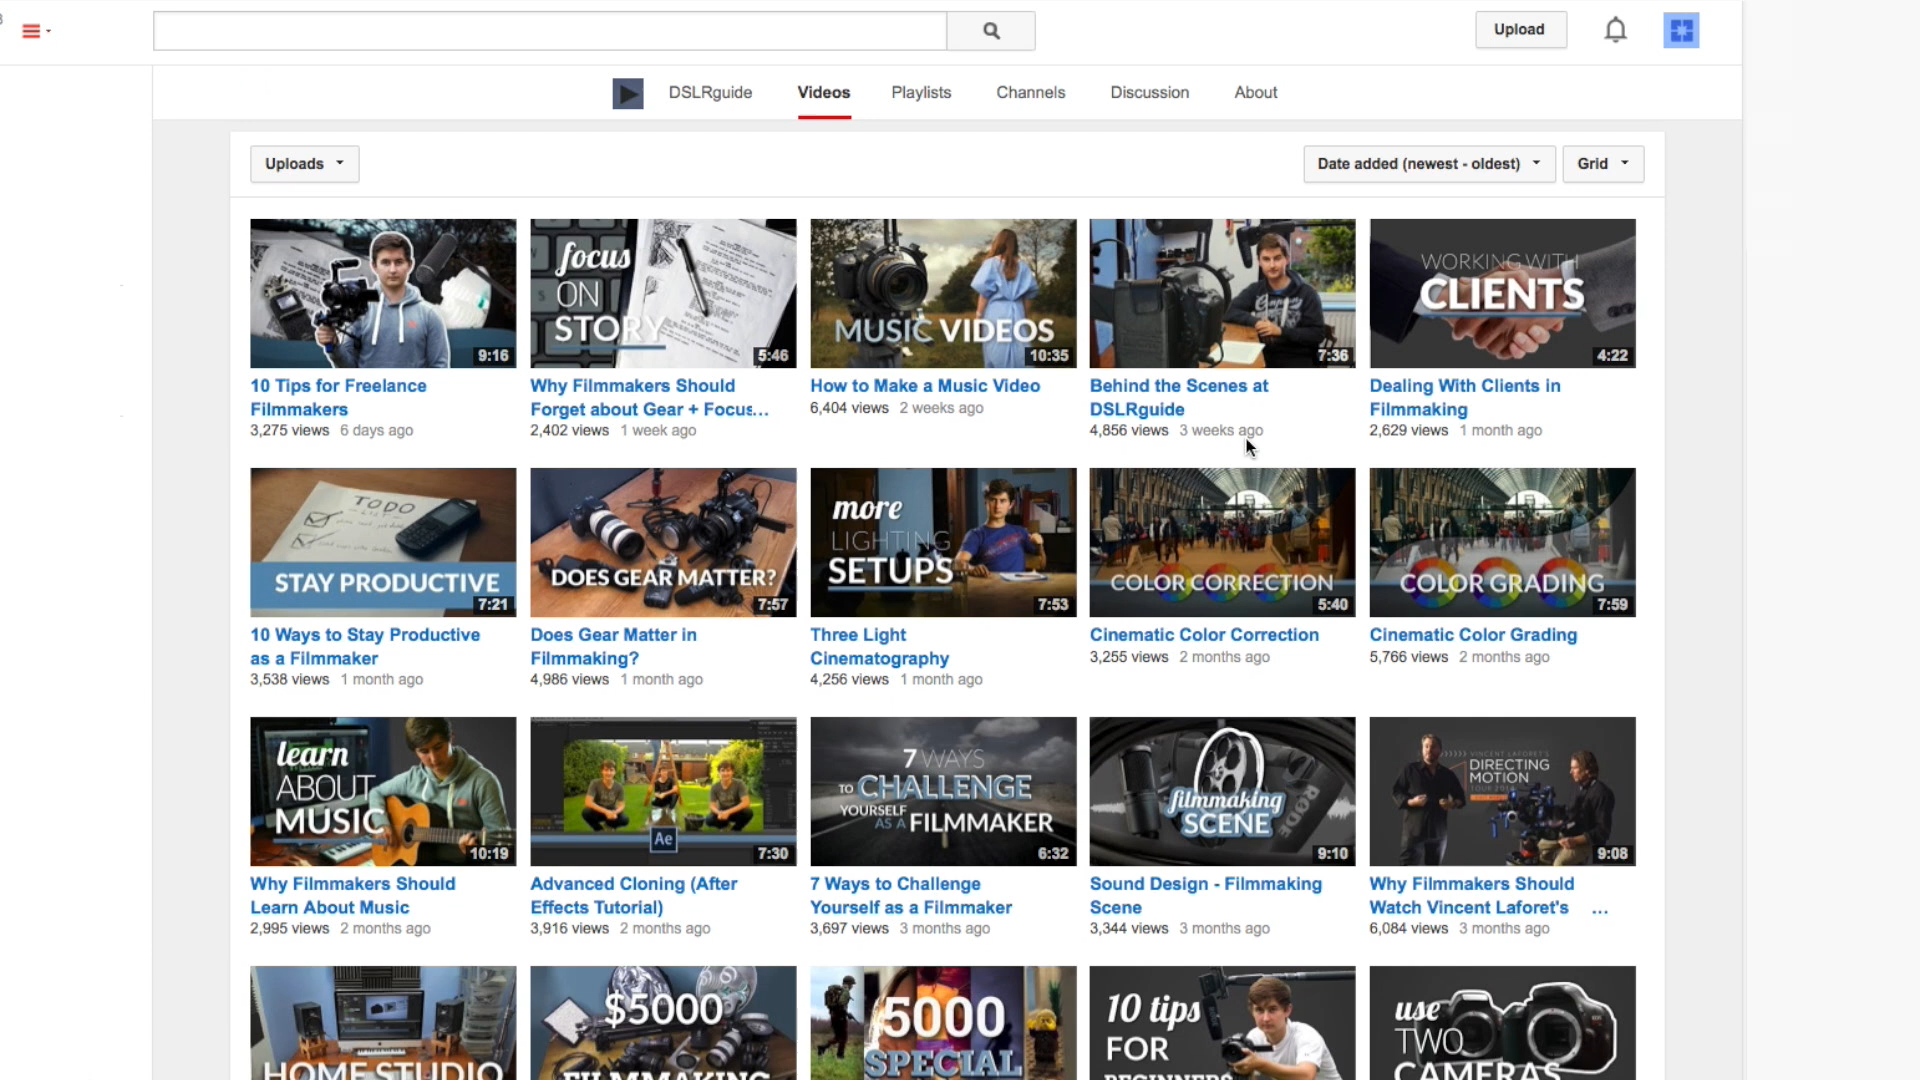 Upload
DSLRguide Videos Playlists Channels Discussion About
Uploads Date added (newest - oldest) Grid
9:16
focus
ON
STORY
5:46
MUSIC VIDEOS
10:35
7:36
WORKING WITH
CLIENTS
4:22
10 Tips for Freelance
Filmmakers
3,275 views 6 days ago
Why Filmmakers Should
Forget about Gear + Focus...
2,402 views 1 week ago
How to Make a Music Video
6,404 views 2 weeks ago
Behind the Scenes at
DSLRguide
4,856 views 3 weeks ago
Dealing With Clients in
Filmmaking
2,629 views 1 month ago
TODO
STAY PRODUCTIVE
7:21
DOES GEAR MATTER?
7:57
more
LIGHTING
SETUPS
7:53
COLOR CORRECTION
5:40
COLOR GRADING
7:59
10 Ways to Stay Productive
as a Filmmaker
3,538 views 1 month ago
Does Gear Matter in
Filmmaking?
4,986 views 1 month ago
Three Light
Cinematography
4,256 views 1 month ago
Cinematic Color Correction
3,255 views 2 months ago
Cinematic Color Grading
5,766 views 2 months ago
learn
ABOUT
MUSIC
10:19
Ae
7:30
7 WAYS
TO CHALLENGE
YOURSELF
AS A FILMMAKER
6:32
filmmaking
SCENE
RODE
9:10
VINCENT LAFORET'S
DIRECTING
MOTION
9:08
Why Filmmakers Should
Learn About Music
2,995 views 2 months ago
Advanced Cloning (After
Effects Tutorial)
3,916 views 2 months ago
7 Ways to Challenge
Yourself as a Filmmaker
3,697 views 3 months ago
Sound Design - Filmmaking
Scene
3,344 views 3 months ago
Why Filmmakers Should
Watch Vincent Laforet's ...
6,084 views 3 months ago
HOME STUDIO
$5000
FILMMAKING
5000
SPECIAL
10 tips
FOR
BEGINNERS
use
TWO
CAMERAS